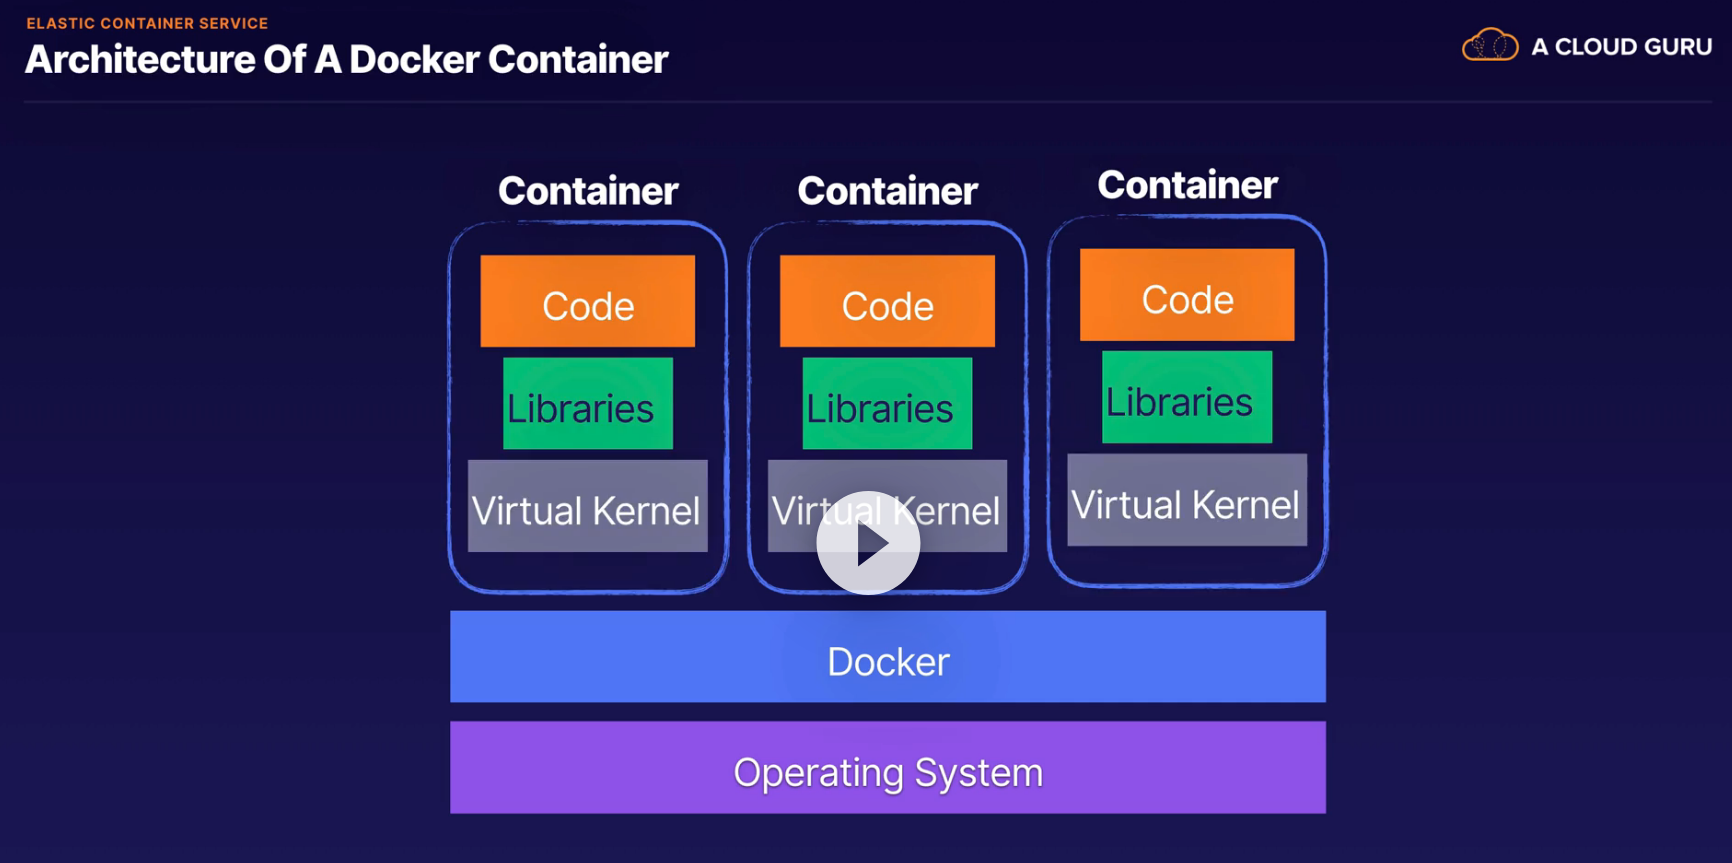 ELASTIC CONTAINER SERVICE
Architecture Of A Docker Container
A CLOUD GURU
Container
Code
Libraries
Virtual Kernel
Container
Code
Libraries
Virtual Kernel
Container
Code
Libraries
Virtual Kernel
Docker
Operating System